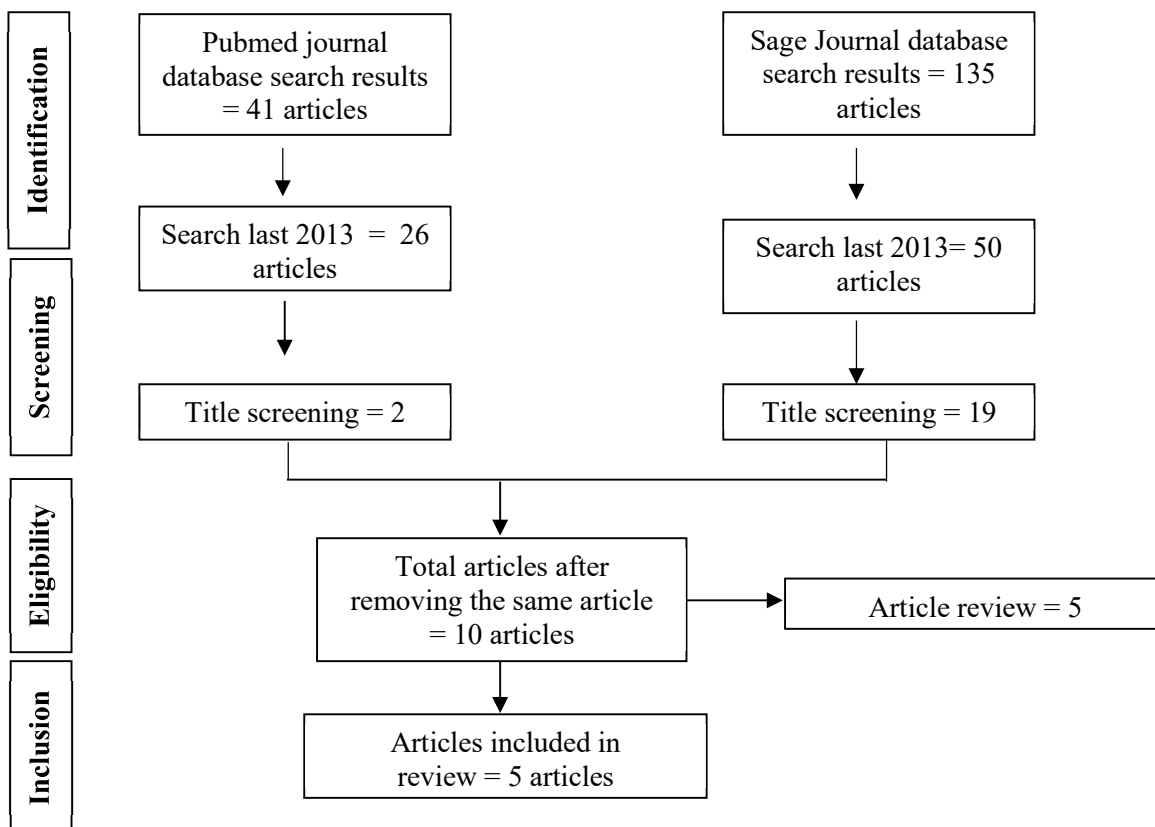 Identification
Pubmed journal
database search results
= 41 articles
Sage Journal database
search results = 135
articles
Search last 2013 = 26
articles
Search last 2013= 50
articles
Screening
Title screening = 2
Title screening = 19
Eligibility
Total articles after
removing the same article
= 10 articles
Article review = 5
Inclusion
Articles included in
review = 5 articles